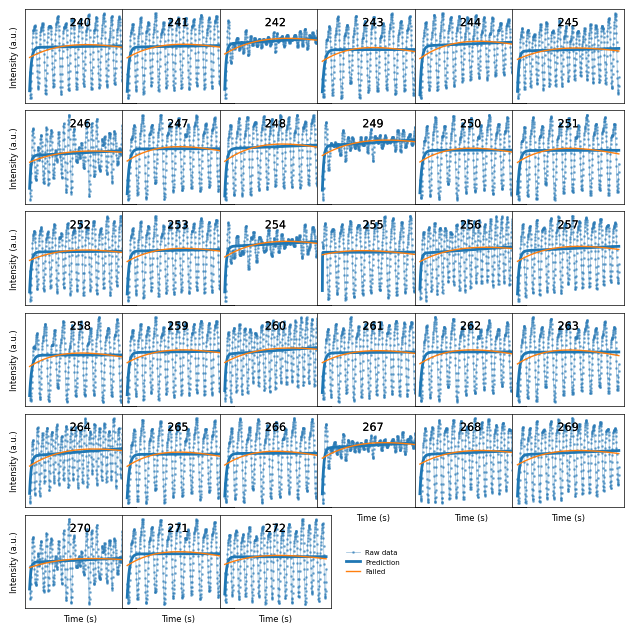 Intensity (a.u.) 240 241 242 243 244 245
Intensity (a.u.) 246 247 248 249 250 251
Intensity (a.u.) 252 253 254 255 256 257
Intensity (a.u.) 258 259 260 261 262 263
Intensity (a.u.) 264 265 266 267 268 269
Time (s) Time (s) Time (s)
Intensity (a.u.) 270 271 272
Raw data
Prediction
Failed
Time (s) Time (s) Time (s)